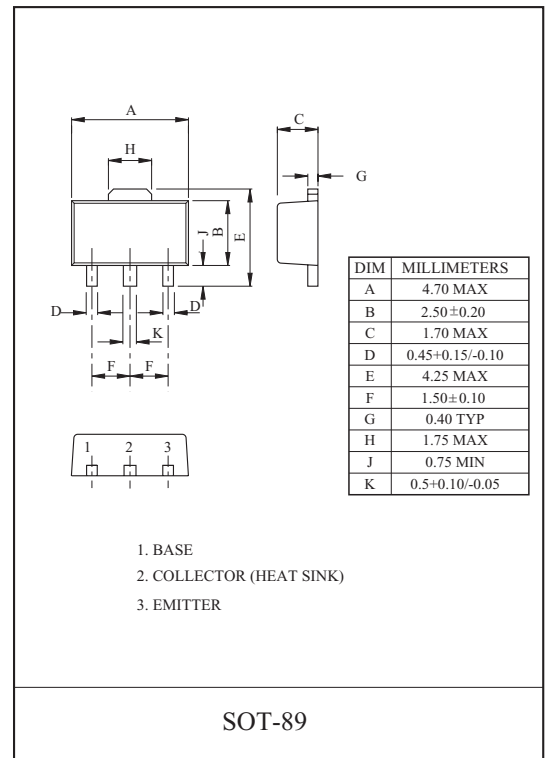 A
H
C
G
J
B
E
D
D
K
F
F
DIM MILLIMETERS
A 4.70 MAX
B 2.50±0.20
C 1.70 MAX
D 0.45+0.15/-0.10
E 4.25 MAX
F 1.50±0.10
G 0.40 TYP
H 1.75 MAX
J 0.75 MIN
K 0.5+0.10/-0.05
1 2 3
1. BASE
2. COLLECTOR (HEAT SINK)
3. EMITTER
SOT-89